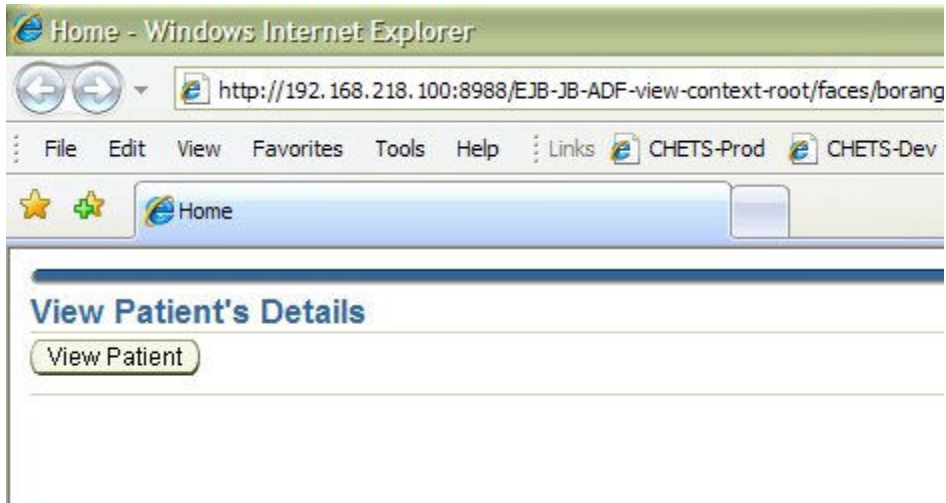 Home - Windows Internet Explorer
http://192.168.218.100:8988/EJB-JB-ADF-view-context-root/faces/borang
File Edit View Favorites Tools Help Links CHETS-Prod CHETS-Dev
Home
View Patient's Details
View Patient